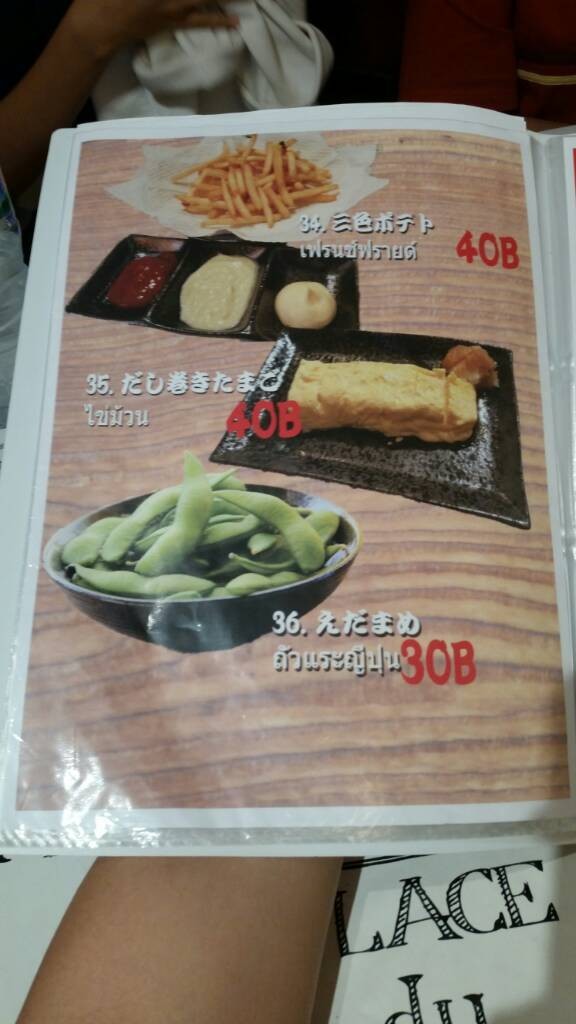 34. 三色ポテト
เฟรนซ์ฟรายด์ 40B
35. だし巻きたまご
ไข่ม้วน 40B
36. えだまめ
ถัวแระญีปุ่น 30B
LACE
du